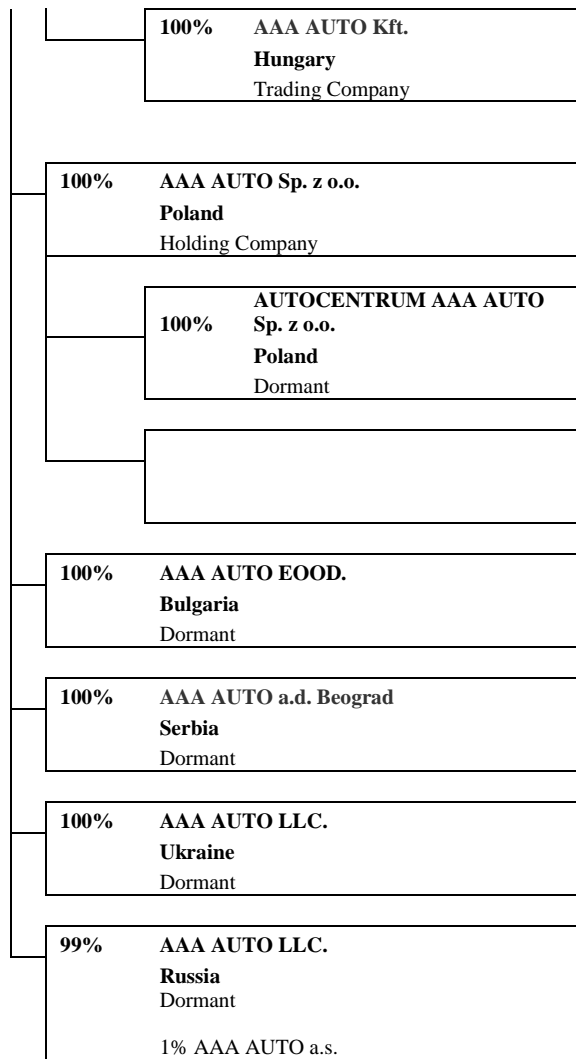 100% AAA AUTO Kft.
Hungary
Trading Company
100% AAA AUTO Sp. z o.o.
Poland
Holding Company
AUTOCENTRUM AAA AUTO
100% Sp. z o.o.
Poland
Dormant
100% AAA AUTO EOOD.
Bulgaria
Dormant
100% AAA AUTO a.d. Beograd
Serbia
Dormant
100% AAA AUTO LLC.
Ukraine
Dormant
99% AAA AUTO LLC.
Russia
Dormant
1% AAA AUTO a.s.